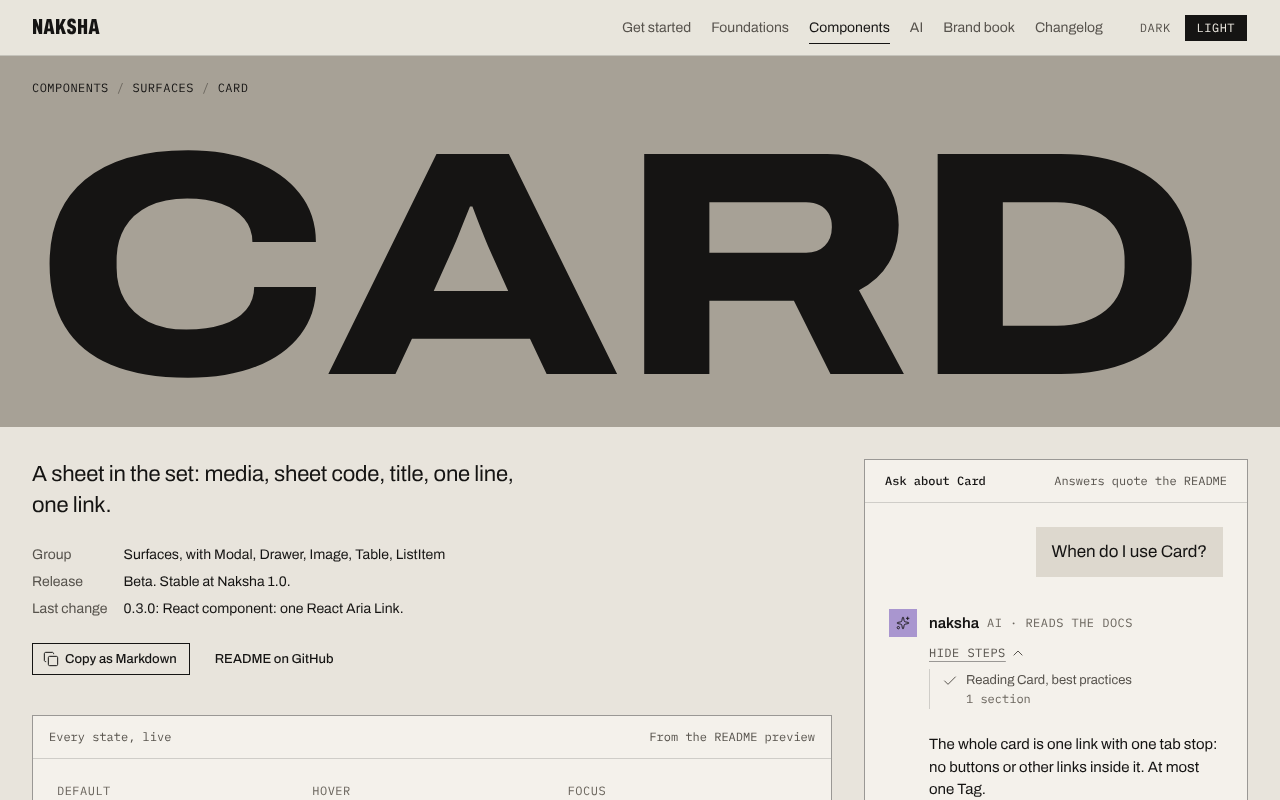 NAKSHA
Get started Foundations Components AI Brand book Changelog DARK LIGHT
COMPONENTS / SURFACES / CARD
CARD
A sheet in the set: media, sheet code, title, one line,
one link.
Group Surfaces, with Modal, Drawer, Image, Table, ListItem
Release Beta. Stable at Naksha 1.0.
Last change 0.3.0: React component: one React Aria Link.
Copy as Markdown README on GitHub
Every state, live From the README preview
DEFAULT HOVER FOCUS
Ask about Card Answers quote the README
When do I use Card?
naksha AI · READS THE DOCS
HIDE STEPS
Reading Card, best practices
1 section
The whole card is one link with one tab stop:
no buttons or other links inside it. At most
one Tag.